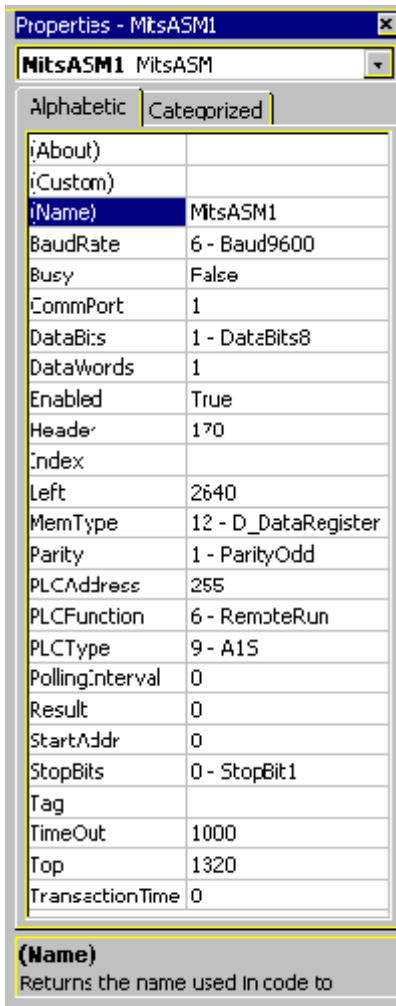 Properties - MitsASM1
MitsASM1 MitsASM
Alphabetic Categorized
(About)
(Custom)
(Name) MitsASM1
BaudRate 6 - Baud9600
Busy False
CommPort 1
DataBits 1 - DataBits8
DataWords 1
Enabled True
Header 170
Index
Left 2640
MemType 12 - D_DataRegister
Parity 1 - ParityOdd
PLCAddress 255
PLCFunction 6 - RemoteRun
PLCType 9 - A1S
PollingInterval 0
Result 0
StartAddr 0
StopBits 0 - StopBit1
Tag
TimeOut 1000
Top 1320
TransactionTime 0
(Name)
Returns the name used in code to